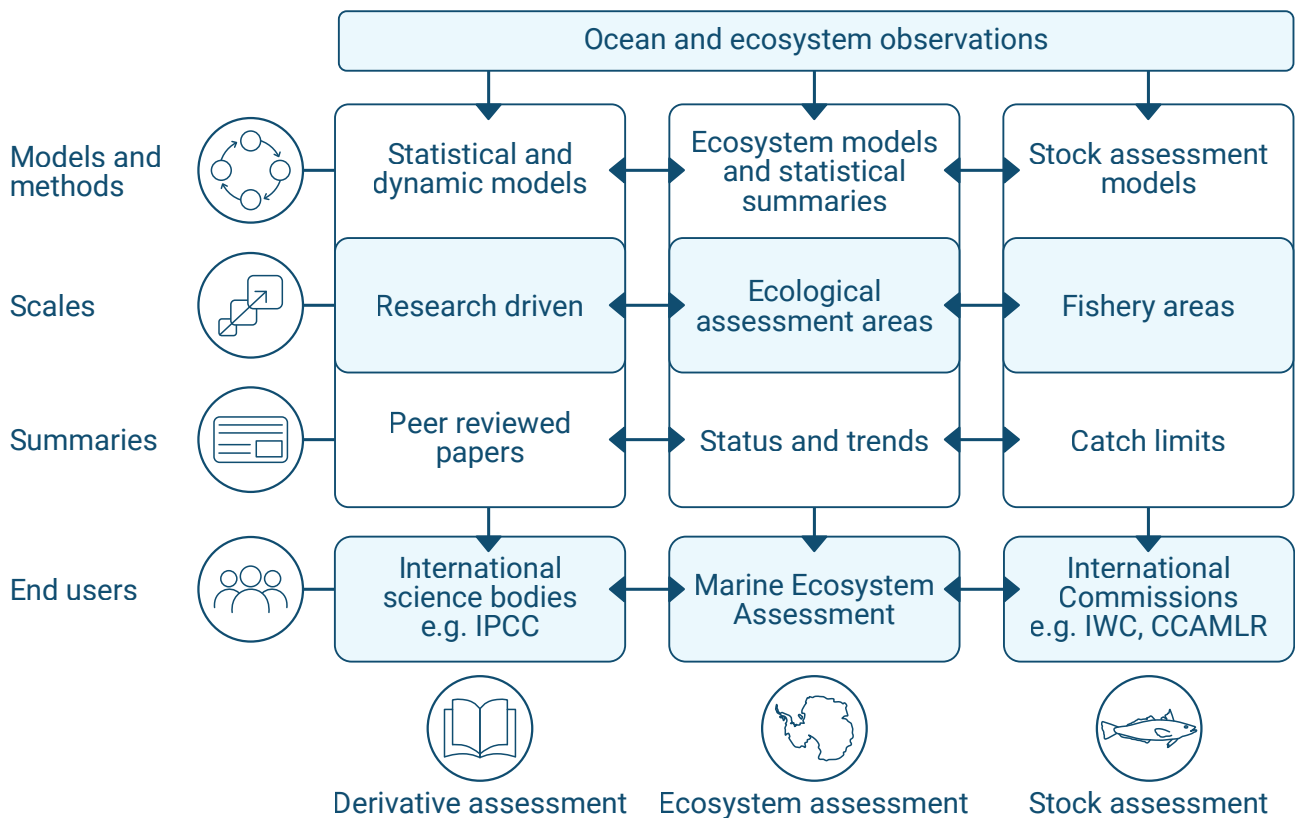 Ocean and ecosystem observations
Models and
methods
Statistical and
dynamic models
Ecosystem models
and statistical
summaries
Stock assessment
models
Scales
Research driven
Ecological
assessment areas
Fishery areas
Summaries
Peer reviewed
papers
Status and trends
Catch limits
End users
International
science bodies
e.g. IPCC
Marine Ecosystem
Assessment
International
Commissions
e.g. IWC, CCAMLR
Derivative assessment
Ecosystem assessment
Stock assessment